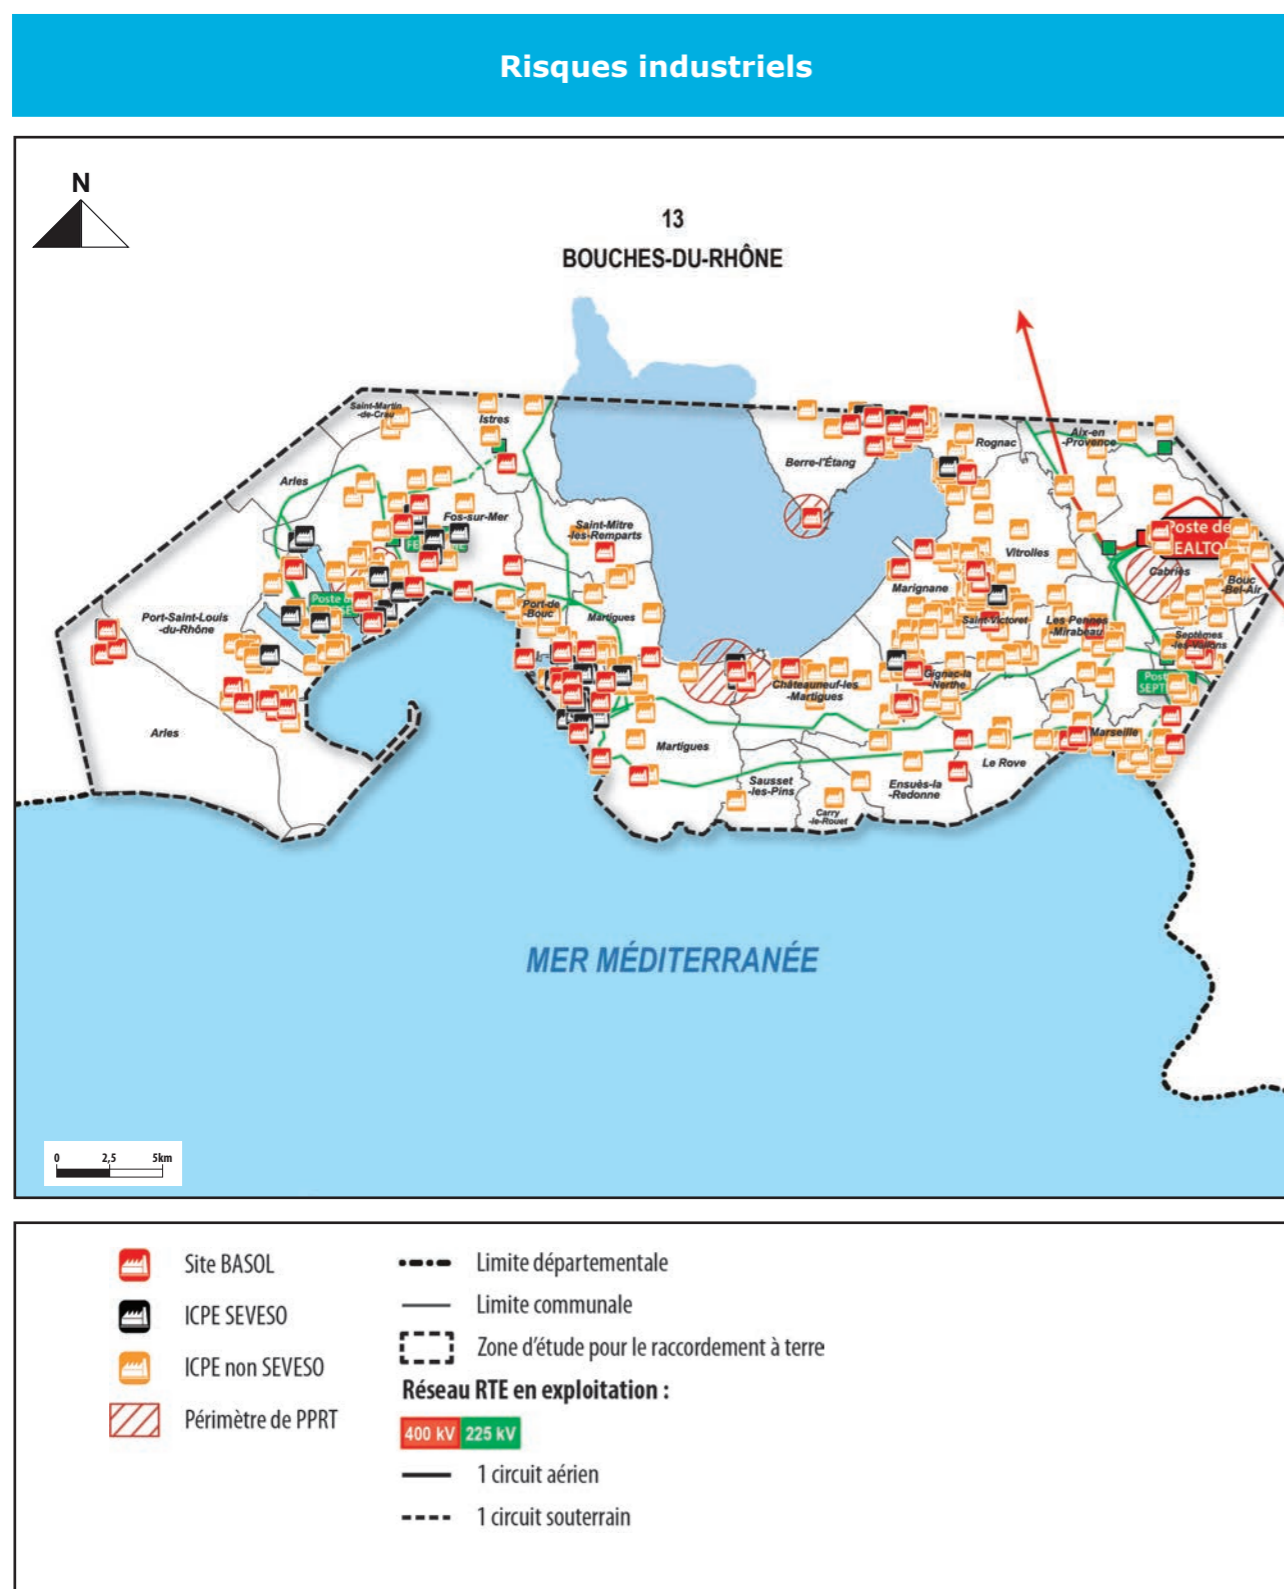 Risques industriels
N
13
BOUCHES-DU-RHÔNE
Saint-Martin
-de-Crau
Istres
Arles
Fos-sur-Mer
Saint-Mitre
-les-Remparts
Berre-l'Étang
Rognac
Aix-en
-Provence
Poste de
Vitrolles
Cabriès
Bouc
-Bel-Air
Marignane
Saint-Victoret
Les Pennes
-Mirabeau
Septèmes
-les-Vallons
Port-Saint-Louis
-du-Rhône
Port-de
-Bouc
Martigues
Châteauneuf-les
-Martigues
Gignac-la
-Nerthe
Arles
Martigues
Sausset
-les-Pins
Carry
-le-Rouet
Ensuès-la
-Redonne
Le Rove
Marseille
MER MÉDITERRANÉE
0 2,5 5km
Site BASOL
ICPE SEVESO
ICPE non SEVESO
Périmètre de PPRT
Limite départementale
Limite communale
Zone d'étude pour le raccordement à terre
Réseau RTE en exploitation :
400 kV 225 kV
1 circuit aérien
1 circuit souterrain